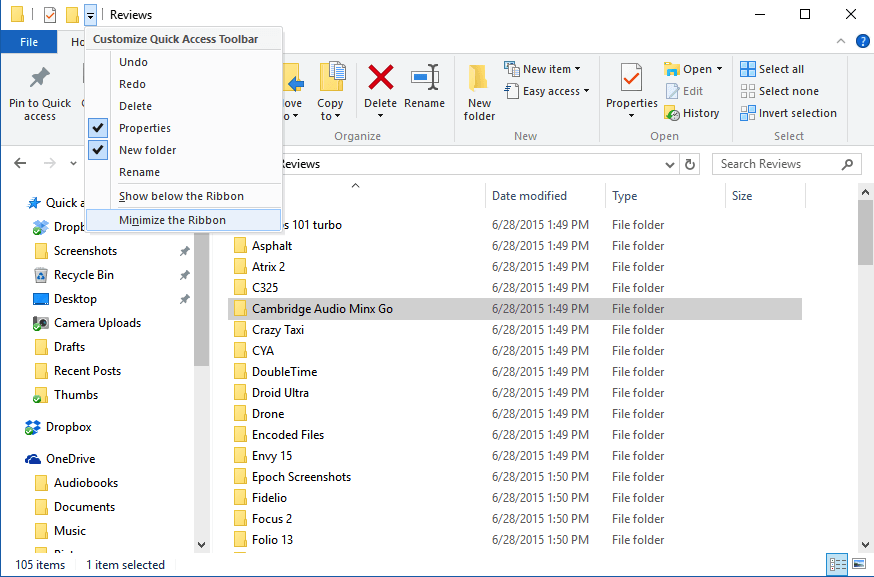 Reviews
Customize Quick Access Toolbar
Undo
Redo
Delete
Properties
New folder
Rename
Show below the Ribbon
Minimize the Ribbon
File
Ho
?
Pin to Quick
access
C
ove
o
Copy
to
Delete
Rename
Organize
New
folder
New item
Easy access
New
Properties
Open
Edit
History
Open
Select all
Select none
Invert selection
Select
Reviews
Search Reviews
Date modified
Type
Size
Quick a
Dropb
Screenshots
Recycle Bin
Desktop
Camera Uploads
Drafts
Recent Posts
Thumbs
Dropbox
OneDrive
Audiobooks
Documents
Music
s 101 turbo 6/28/2015 1:49 PM File folder
Asphalt 6/28/2015 1:49 PM File folder
Atrix 2 6/28/2015 1:49 PM File folder
C325 6/28/2015 1:49 PM File folder
Cambridge Audio Minx Go 6/28/2015 1:49 PM File folder
Crazy Taxi 6/28/2015 1:49 PM File folder
CYA 6/28/2015 1:49 PM File folder
DoubleTime 6/28/2015 1:49 PM File folder
Droid Ultra 6/28/2015 1:49 PM File folder
Drone 6/28/2015 1:49 PM File folder
Encoded Files 6/28/2015 1:49 PM File folder
Envy 15 6/28/2015 1:49 PM File folder
Epoch Screenshots 6/28/2015 1:50 PM File folder
Fidelio 6/28/2015 1:50 PM File folder
Focus 2 6/28/2015 1:50 PM File folder
Folio 13 6/28/2015 1:50 PM File folder
105 items
1 item selected